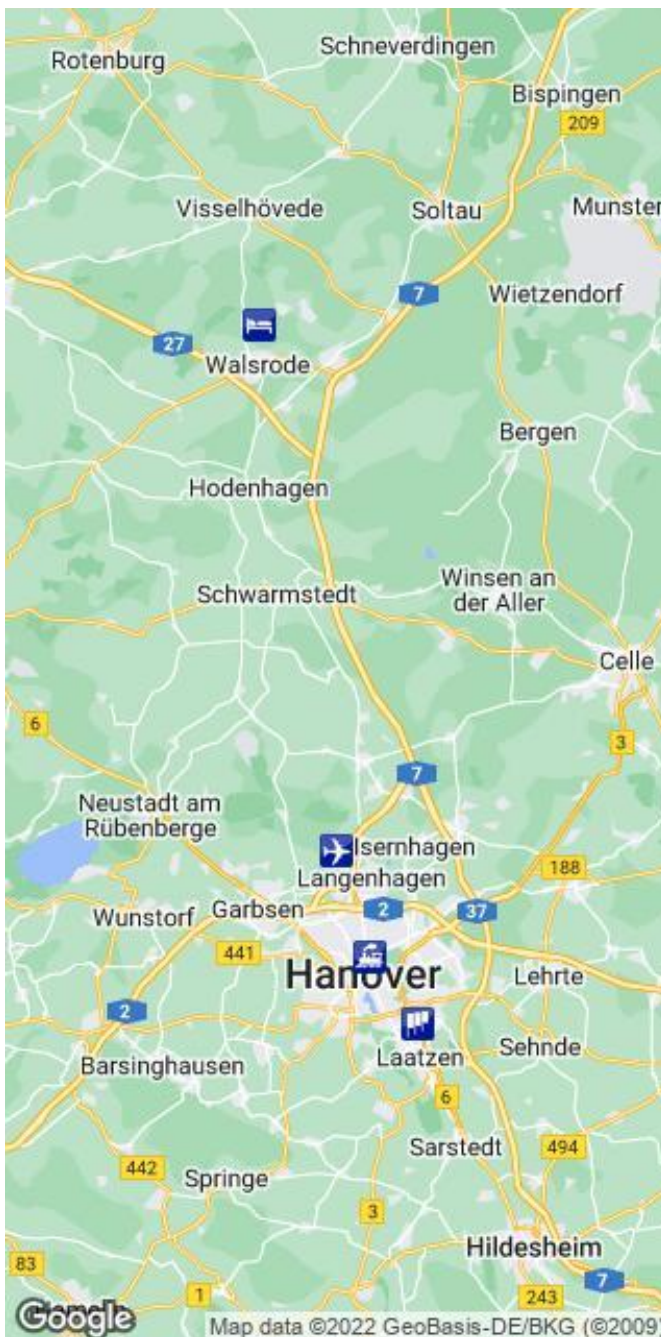 Schneverdingen
Rotenburg
Bispingen
209
Visselhövede
Soltau
Munster
7
Wietzendorf
27
Walsrode
Bergen
Hodenhagen
Winsen an
der Aller
Schwarmstedt
Celle
6
3
7
Neustadt am
Rübenberge
Isernhagen
188
Langenhagen
Garbsen
2
37
Wunstorf
441
Hanover
Lehrte
2
Sehnde
Laatzen
Barsinghausen
6
Sarstedt
494
442
Springe
3
Hildesheim
83
7
1
243
Google
Map data ©2022 GeoBasis-DE/BKG (©2009)